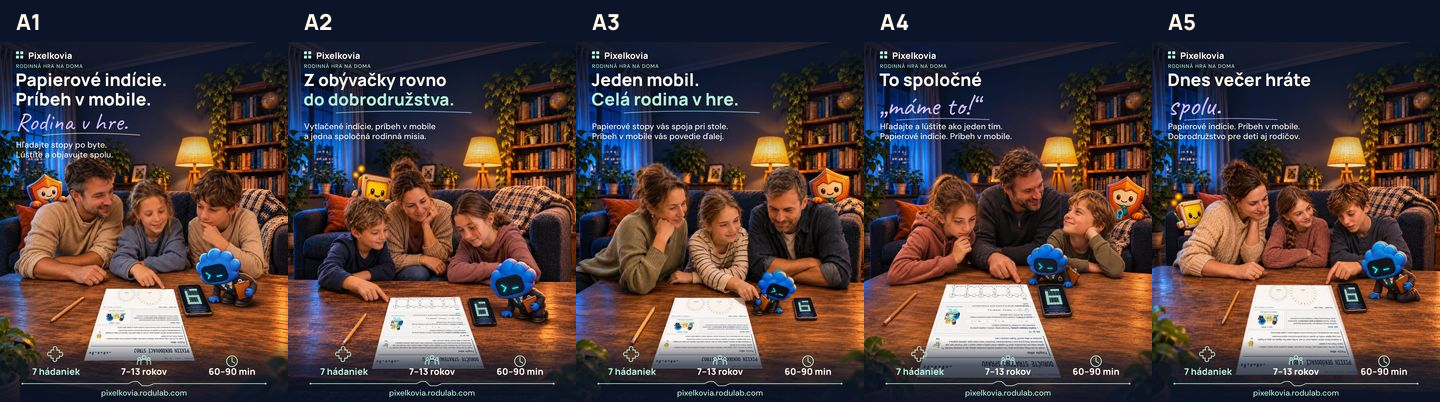 A1
Pixelkovia
RODINNÁ HRA NA DOMA
Papierové indície.
Príbeh v mobile.
Rodina v hre.
Hľadajte stopy po byte.
Lúštite a objavujte spolu.
7 hádaniek
7–13 rokov
60–90 min
pixelkovia.rodulab.com
A2
Pixelkovia
RODINNÁ HRA NA DOMA
Z obývačky rovno
do dobrodružstva.
Vytlačené indície, príbeh v mobile
a jedna spoločná rodinná misia.
7 hádaniek
7–13 rokov
60–90 min
pixelkovia.rodulab.com
A3
Pixelkovia
RODINNÁ HRA NA DOMA
Jeden mobil.
Celá rodina v hre.
Papierové stopy vás spoja pri stole.
Príbeh v mobile vás povedie ďalej.
7 hádaniek
7–13 rokov
60–90 min
pixelkovia.rodulab.com
A4
Pixelkovia
RODINNÁ HRA NA DOMA
To spoločné
„máme to!“
Hľadajte a lúštite ako jeden tím.
Papierové indície. Príbeh v mobile.
7 hádaniek
7–13 rokov
60–90 min
pixelkovia.rodulab.com
A5
Pixelkovia
RODINNÁ HRA NA DOMA
Dnes večer hráte
spolu.
Papierové indície. Príbeh v mobile.
Dobrodružstvo pre deti aj rodičov.
7 hádaniek
7–13 rokov
60–90 min
pixelkovia.rodulab.com